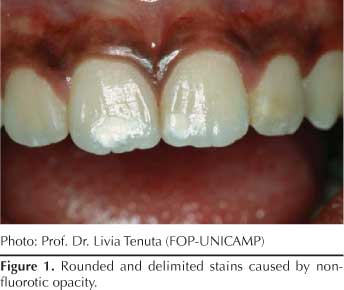 Photo: Prof. Dr. Livia Tenuta (FOP-UNICAMP)
Figure 1. Rounded and delimited stains caused by non-
fluorotic opacity.